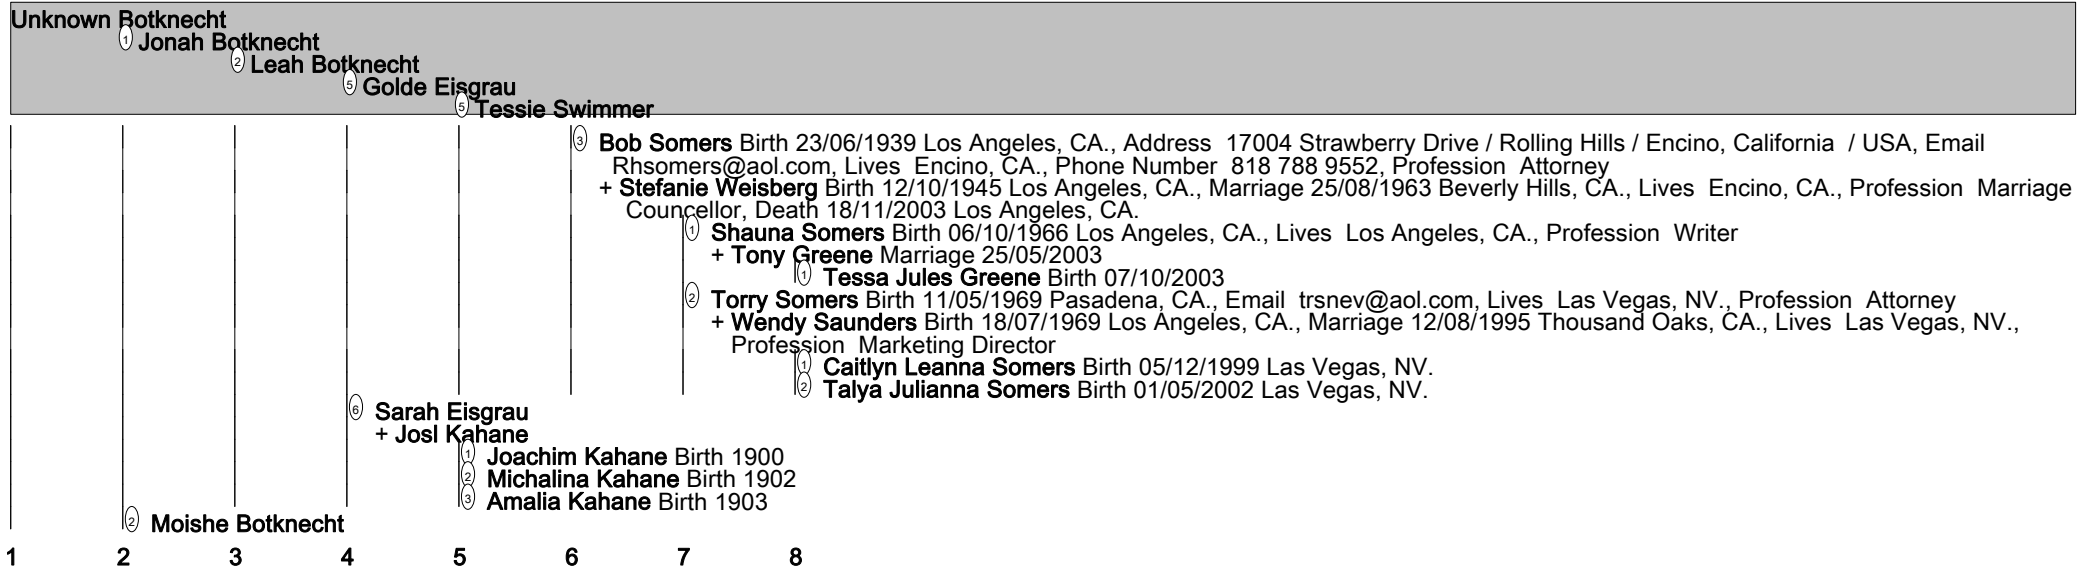 Unknown Botknecht
1 Jonah Botknecht
2 Leah Botknecht
5 Golde Eisgrau
5 Tessie Swimmer
3 Bob Somers Birth 23/06/1939 Los Angeles, CA., Address 17004 Strawberry Drive / Rolling Hills / Encino, California / USA, Email
Rhsomers@aol.com, Lives Encino, CA., Phone Number 818 788 9552, Profession Attorney
+ Stefanie Weisberg Birth 12/10/1945 Los Angeles, CA., Marriage 25/08/1963 Beverly Hills, CA., Lives Encino, CA., Profession Marriage
Councellor, Death 18/11/2003 Los Angeles, CA.
1 Shauna Somers Birth 06/10/1966 Los Angeles, CA., Lives Los Angeles, CA., Profession Writer
+ Tony Greene Marriage 25/05/2003
1 Tessa Jules Greene Birth 07/10/2003
2 Torry Somers Birth 11/05/1969 Pasadena, CA., Email trsnev@aol.com, Lives Las Vegas, NV., Profession Attorney
+ Wendy Saunders Birth 18/07/1969 Los Angeles, CA., Marriage 12/08/1995 Thousand Oaks, CA., Lives Las Vegas, NV.,
Profession Marketing Director
1 Caitlyn Leanna Somers Birth 05/12/1999 Las Vegas, NV.
2 Talya Julianna Somers Birth 01/05/2002 Las Vegas, NV.
6 Sarah Eisgrau
+ Josl Kahane
1 Joachim Kahane Birth 1900
2 Michalina Kahane Birth 1902
3 Amalia Kahane Birth 1903
2 Moishe Botknecht
1 2 3 4 5 6 7 8